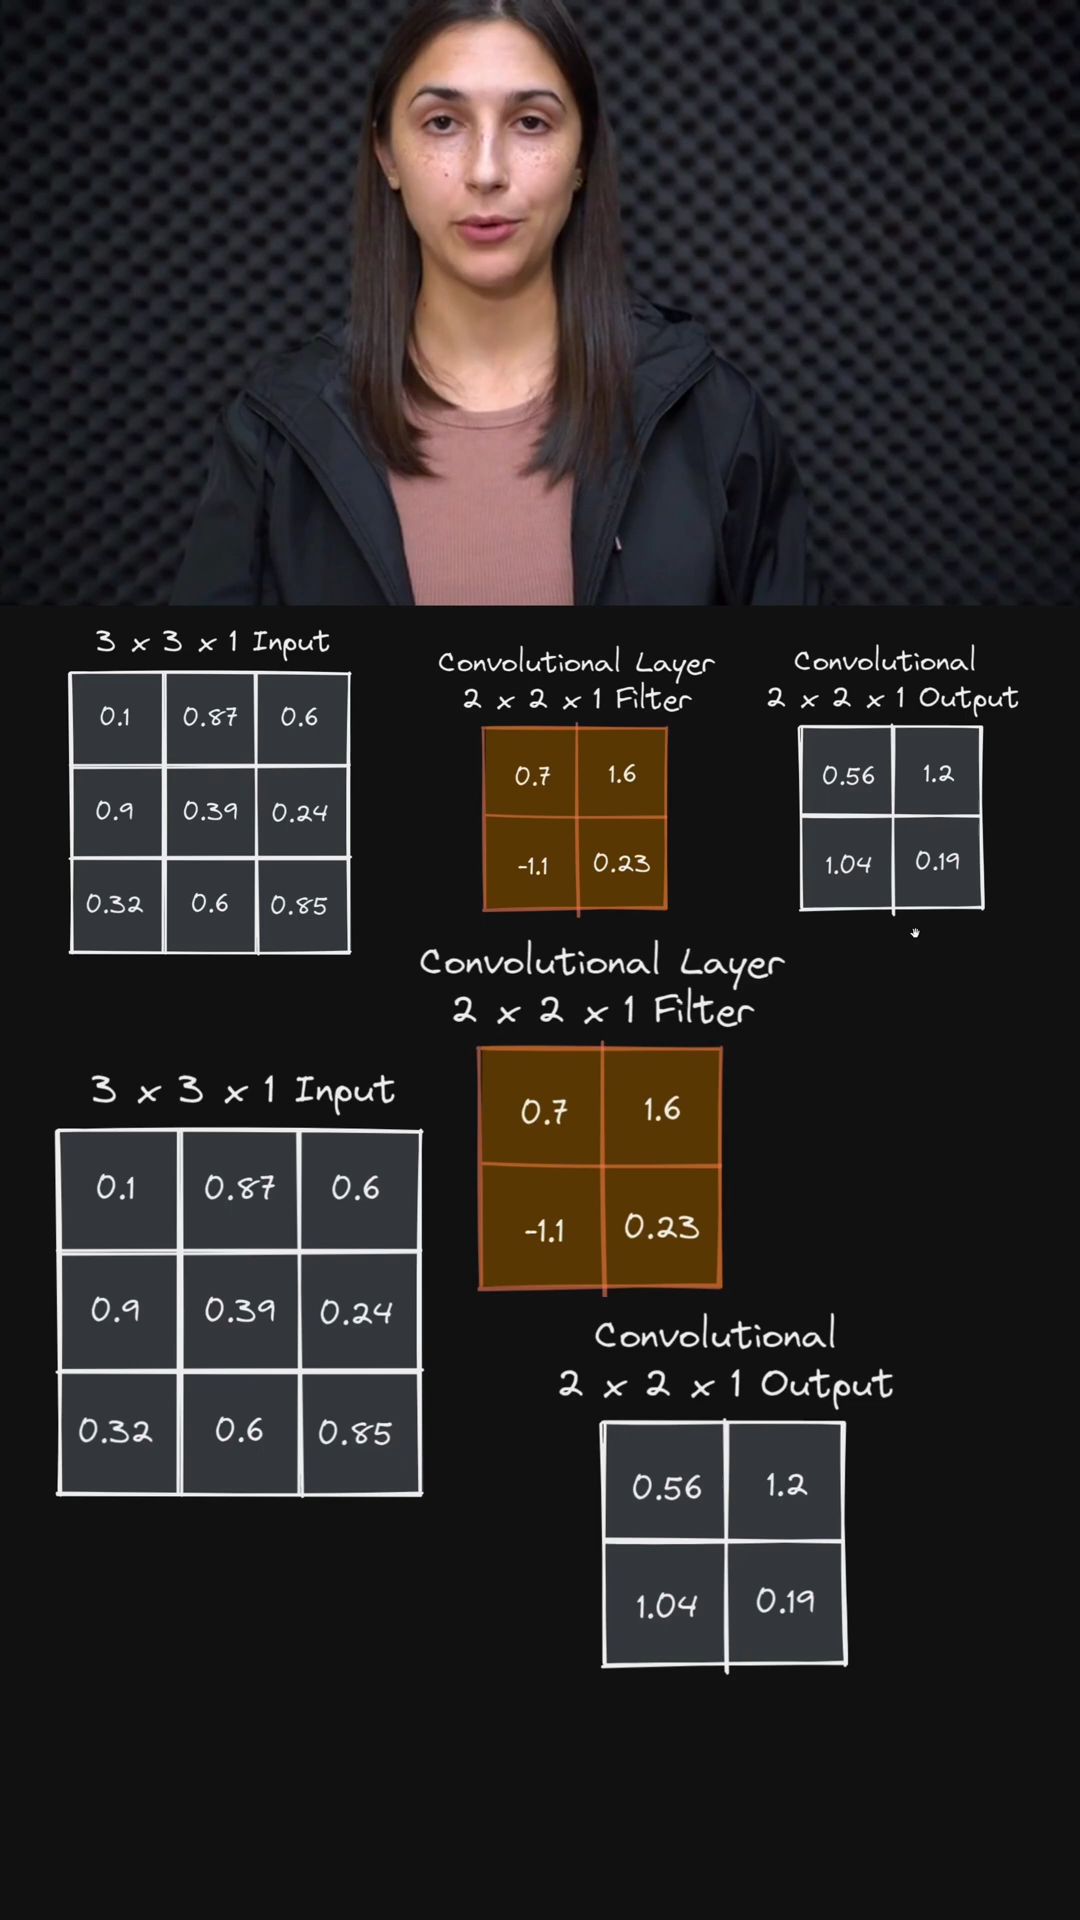 3 x 3 x 1 Input
0.1 0.87 0.6
0.9 0.39 0.24
0.32 0.6 0.85
Convolutional Layer
2 x 2 x 1 Filter
0.7 1.6
-1.1 0.23
Convolutional
2 x 2 x 1 Output
0.56 1.2
1.04 0.19
Convolutional Layer
2 x 2 x 1 Filter
0.7 1.6
-1.1 0.23
3 x 3 x 1 Input
0.1 0.87 0.6
0.9 0.39 0.24
0.32 0.6 0.85
Convolutional
2 x 2 x 1 Output
0.56 1.2
1.04 0.19